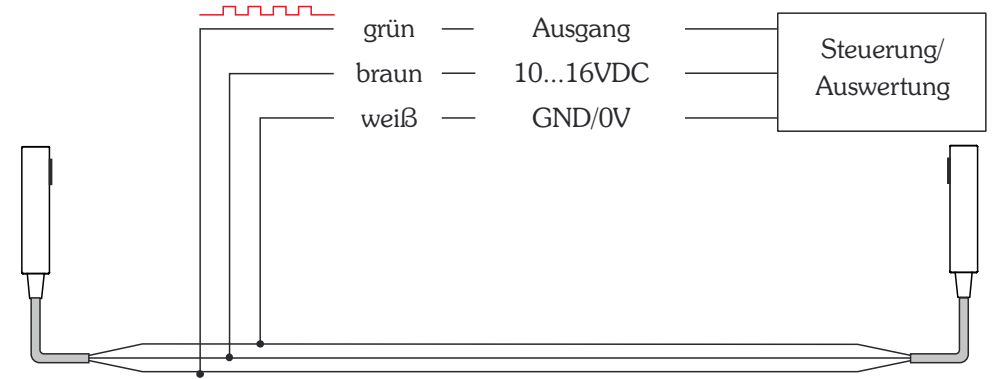 grün — Ausgang
braun — 10...16VDC
weiß — GND/0V
Steuerung/
Auswertung